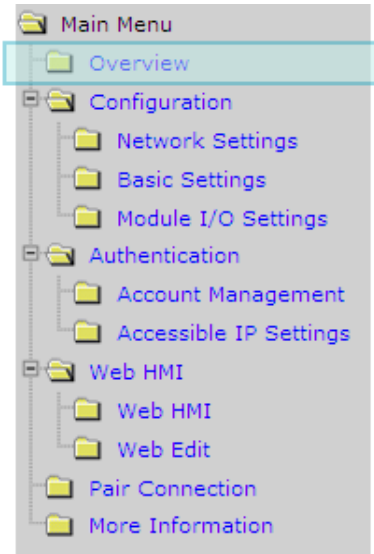 Main Menu
Overview
Configuration
Network Settings
Basic Settings
Module I/O Settings
Authentication
Account Management
Accessible IP Settings
Web HMI
Web HMI
Web Edit
Pair Connection
More Information